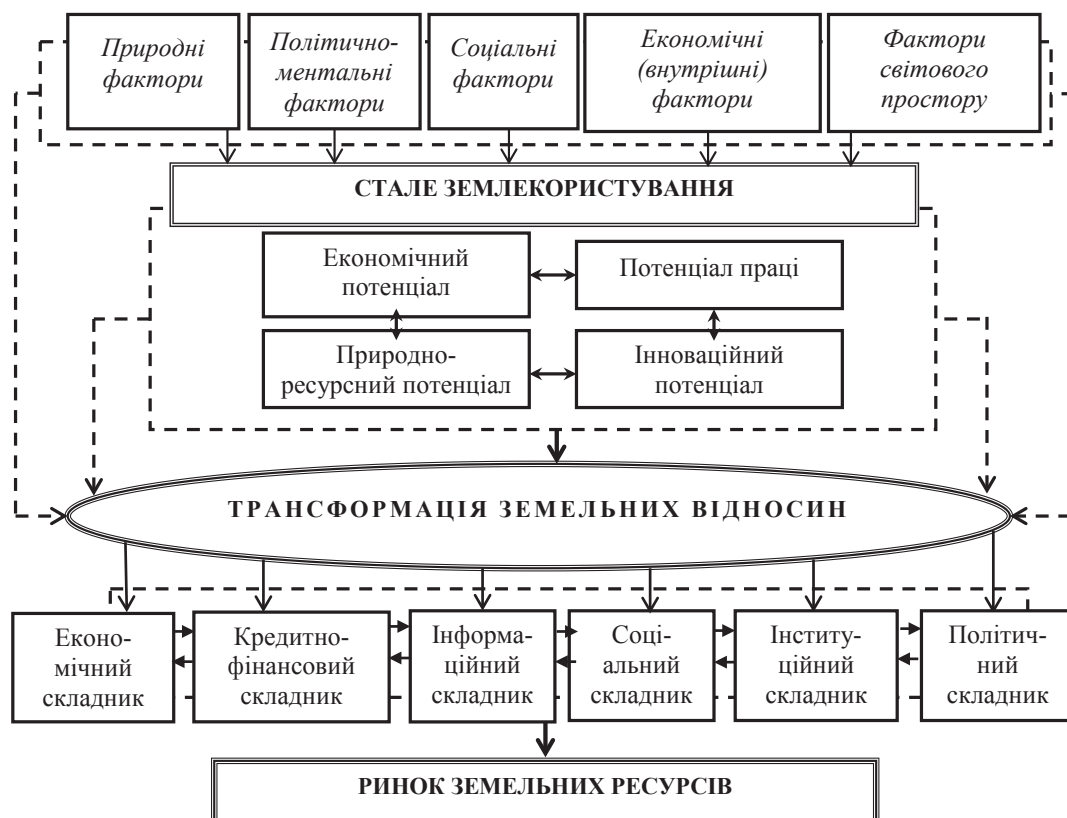 Природні
фактори
Політично-
ментальні
фактори
Соціальні
фактори
Економічні
(внутрішні)
фактори
Фактори
світового
простору
СТАЛЕ ЗЕМЛЕКОРИСТУВАННЯ
Економічний
потенціал
Потенціал праці
Природно-
ресурсний потенціал
Інноваційний
потенціал
ТРАНСФОРМАЦІЯ ЗЕМЕЛЬНИХ ВІДНОСИН
Еконо-
мічний
складник
Кредитно-
фінансовий
складник
Інформа-
ційний
складник
Соці-
альний
складник
Інститу-
ційний
складник
Політич-
ний
складник
РИНОК ЗЕМЕЛЬНИХ РЕСУРСІВ